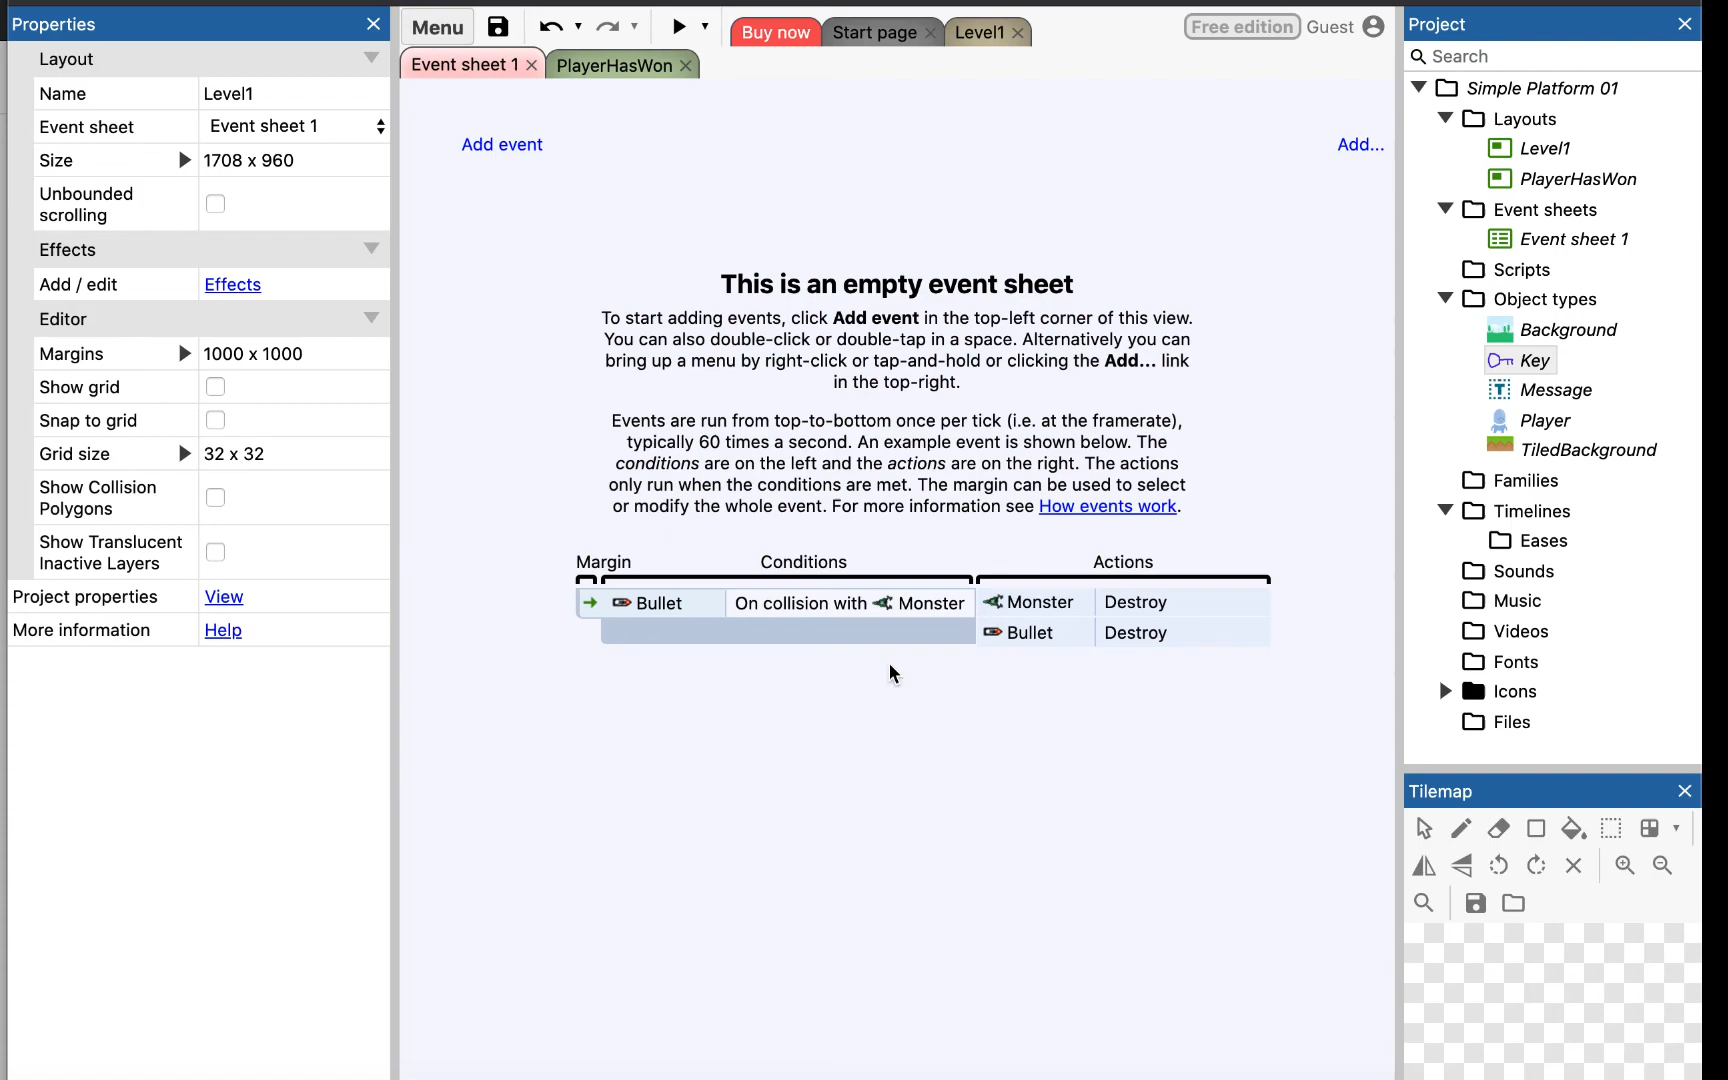 Properties
Layout
Name Level1
Event sheet Event sheet 1
Size 1708 x 960
Unbounded
scrolling
Effects
Add / edit Effects
Editor
Margins 1000 x 1000
Show grid
Snap to grid
Grid size 32 x 32
Show Collision
Polygons
Show Translucent
Inactive Layers
Project properties View
More information Help
Menu Buy now Start page Level1 Free edition Guest
Event sheet 1 PlayerHasWon
Add event Add...
This is an empty event sheet
To start adding events, click Add event in the top-left corner of this view.
You can also double-click or double-tap in a space. Alternatively you can
bring up a menu by right-click or tap-and-hold or clicking the Add... link
in the top-right.
Events are run from top-to-bottom once per tick (i.e. at the framerate),
typically 60 times a second. An example event is shown below. The
conditions are on the left and the actions are on the right. The actions
only run when the conditions are met. The margin can be used to select
or modify the whole event. For more information see How events work.
Margin Conditions Actions
Bullet On collision with Monster Monster Destroy
Bullet Destroy
Project
Search
Simple Platform 01
Layouts
Level1
PlayerHasWon
Event sheets
Event sheet 1
Scripts
Object types
Background
Key
Message
Player
TiledBackground
Families
Timelines
Eases
Sounds
Music
Videos
Fonts
Icons
Files
Tilemap